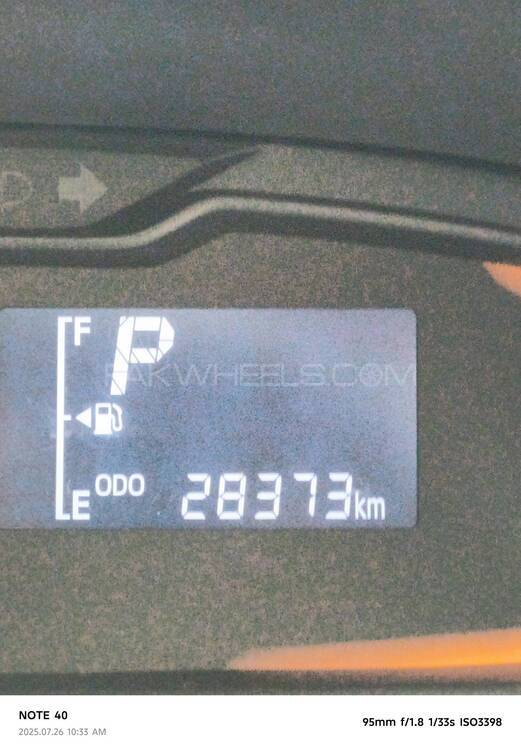 F
P
PAKWHEELS.COM
E
ODO 28373 km
NOTE 40
2025.07.26 10:33 AM
95mm f/1.8 1/33s ISO3398